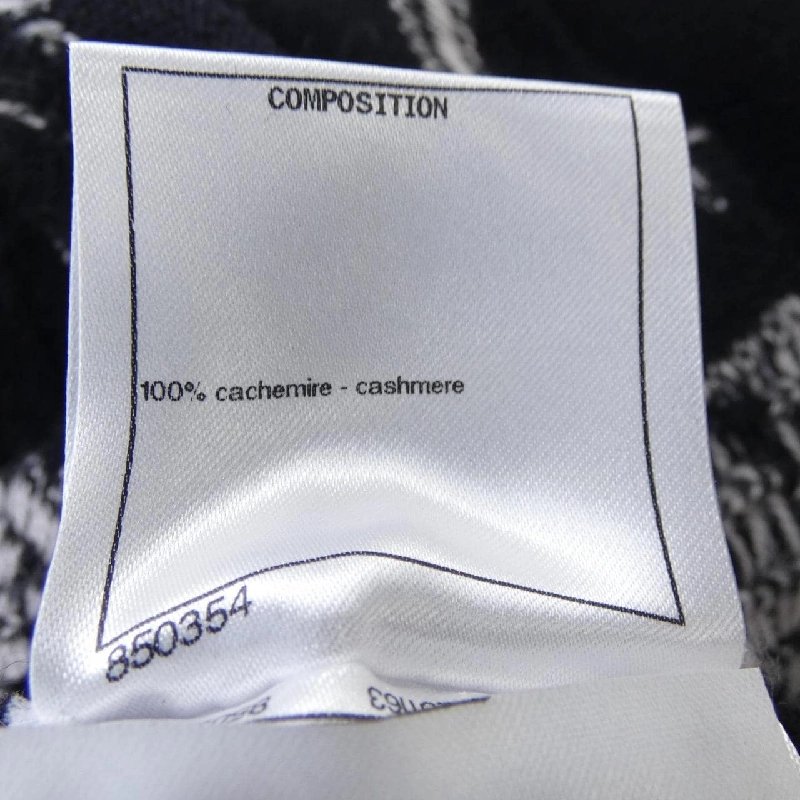 COMPOSITION
100% cachemire - cashmere
850354